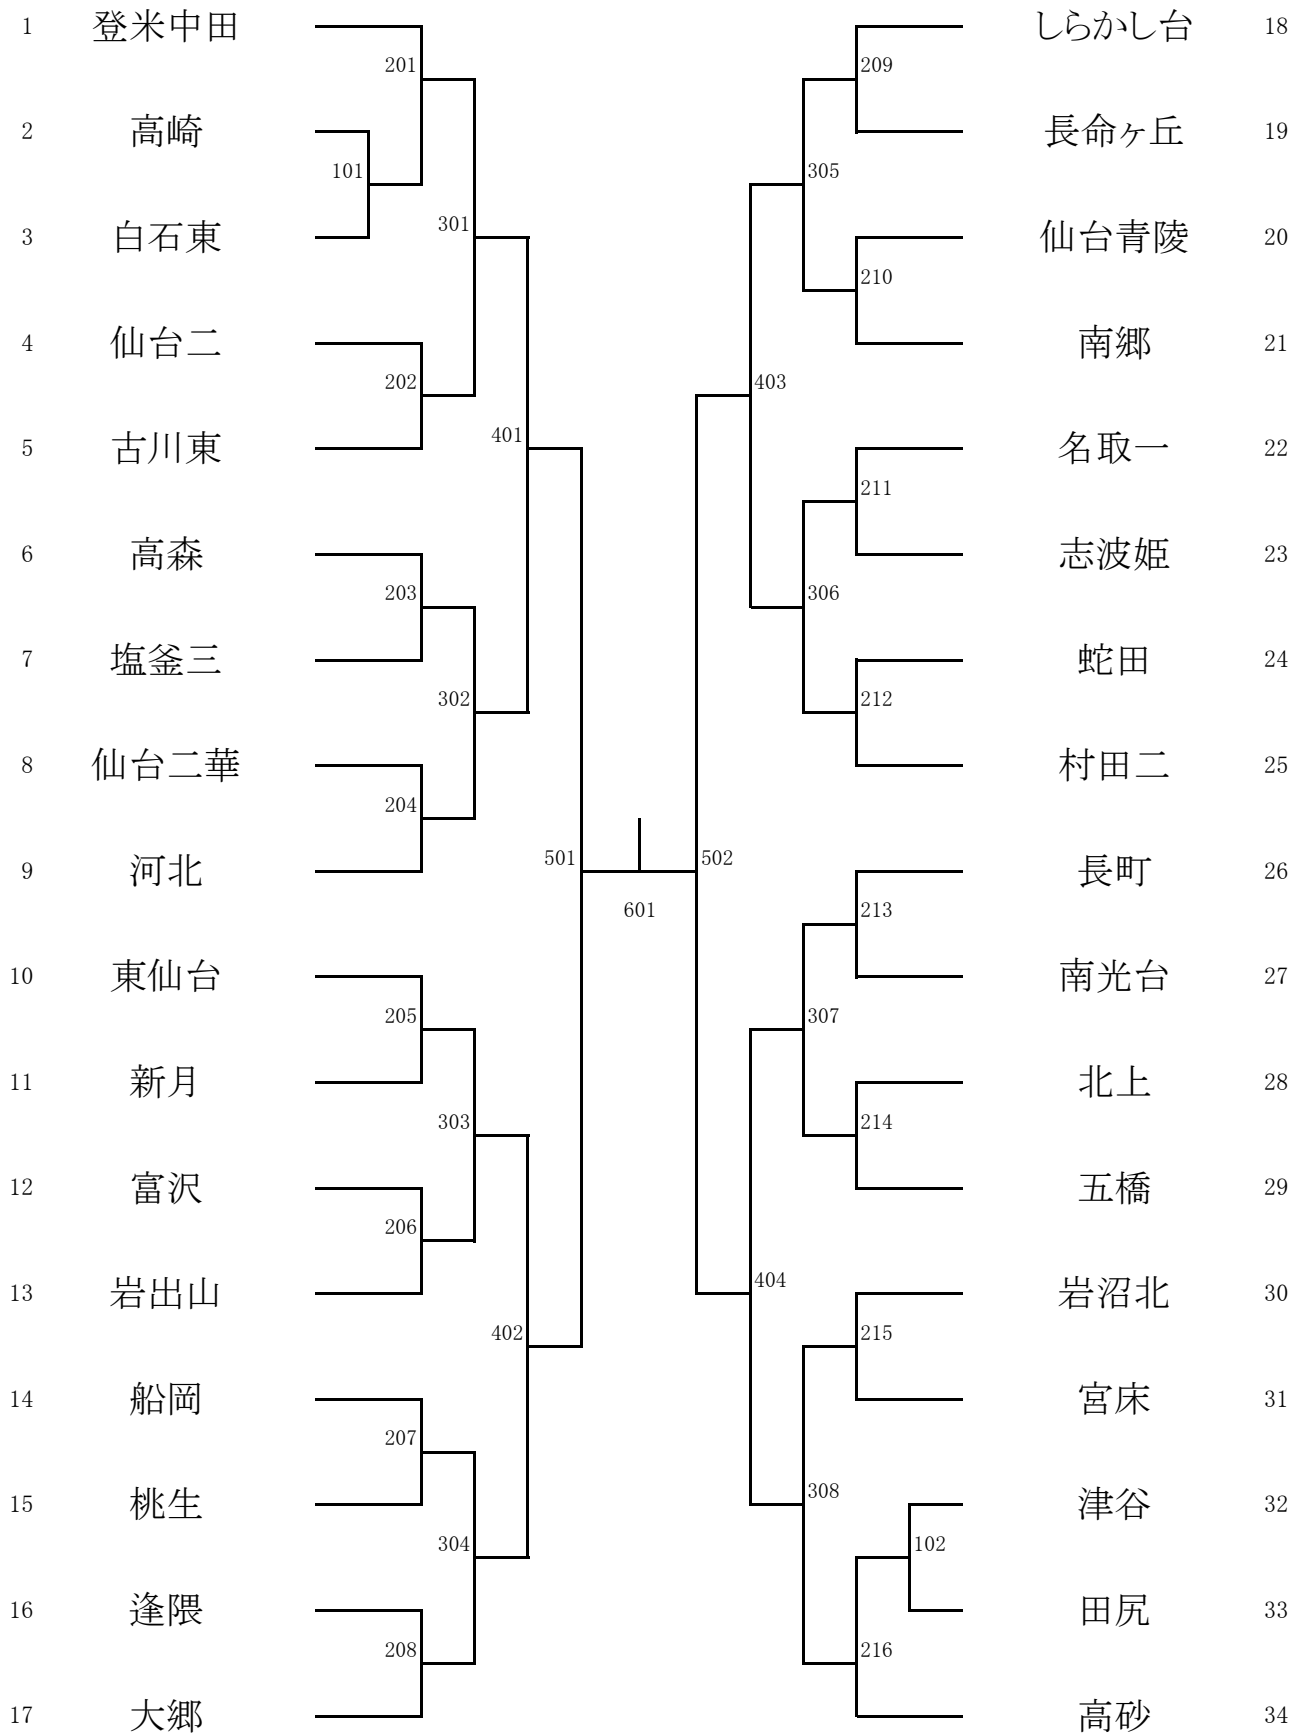 1 登米中田 しらかし台 18
201 209
2 高崎 長命ヶ丘 19
101 305
3 白石東 仙台青陵 20
301
210
4 仙台二 南郷 21
202 403
5 古川東 名取一 22
401
211
6 高森 志波姫 23
203 306
7 塩釜三 蛇田 24
302 212
8 仙台二華 村田二 25
204
9 河北 長町 26
501 502
601
213
10 東仙台 南光台 27
205 307
11 新月 北上 28
303 214
12 富沢 五橋 29
206
13 岩出山 岩沼北 30
404
402 215
14 船岡 宮床 31
207
15 桃生 津谷 32
308
304 102
16 逢隈 田尻 33
208 216
17 大郷 高砂 34